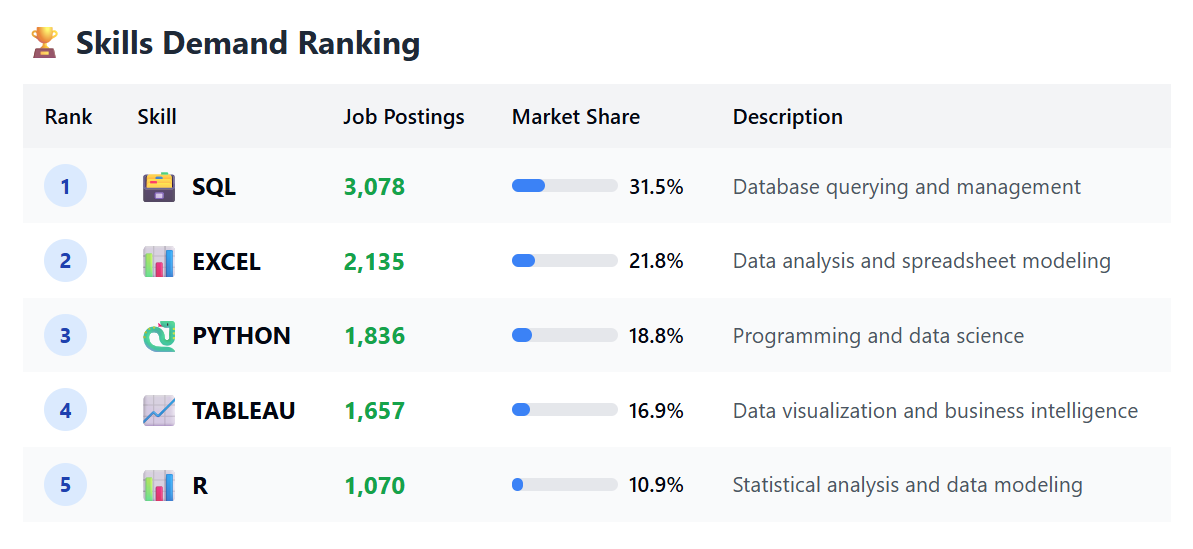 Skills Demand Ranking
Rank Skill Job Postings Market Share Description
1 SQL 3,078 31.5% Database querying and management
2 EXCEL 2,135 21.8% Data analysis and spreadsheet modeling
3 PYTHON 1,836 18.8% Programming and data science
4 TABLEAU 1,657 16.9% Data visualization and business intelligence
5 R 1,070 10.9% Statistical analysis and data modeling